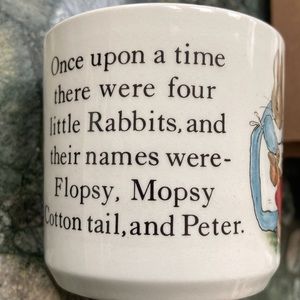 Once upon a time
there were four
little Rabbits, and
their names were-
Flopsy, Mopsy
Cotton tail, and Peter.